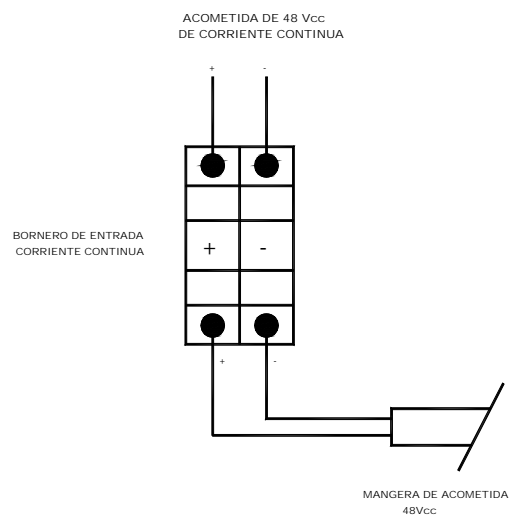 ACOMETIDA DE 48 Vcc
DE CORRIENTE CONTINUA
+ -
BORNERO DE ENTRADA
CORRIENTE CONTINUA
+ -
+ -
MANGERA DE ACOMETIDA
48Vcc